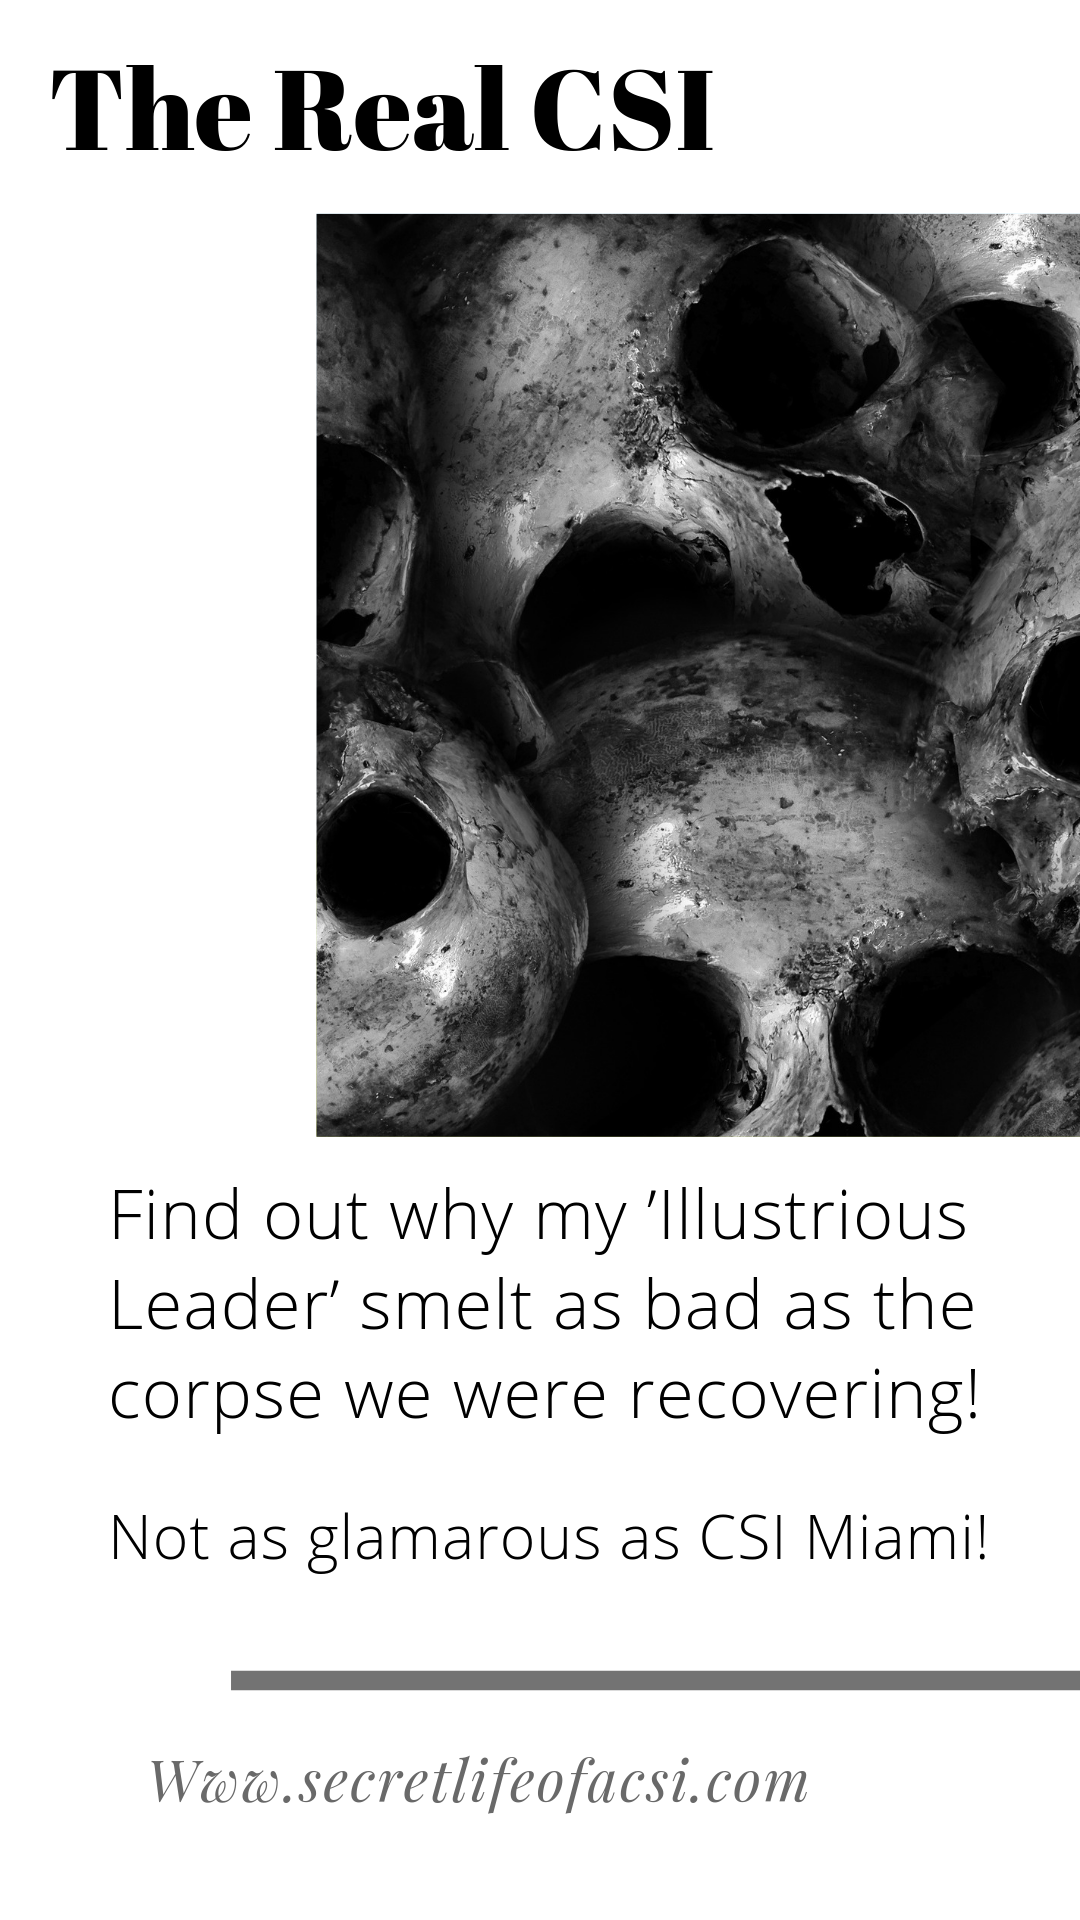 The Real CSI
Find out why my ’Illustrious
Leader’ smelt as bad as the
corpse we were recovering!
Not as glamarous as CSI Miami!
Www.secretlifeofacsi.com